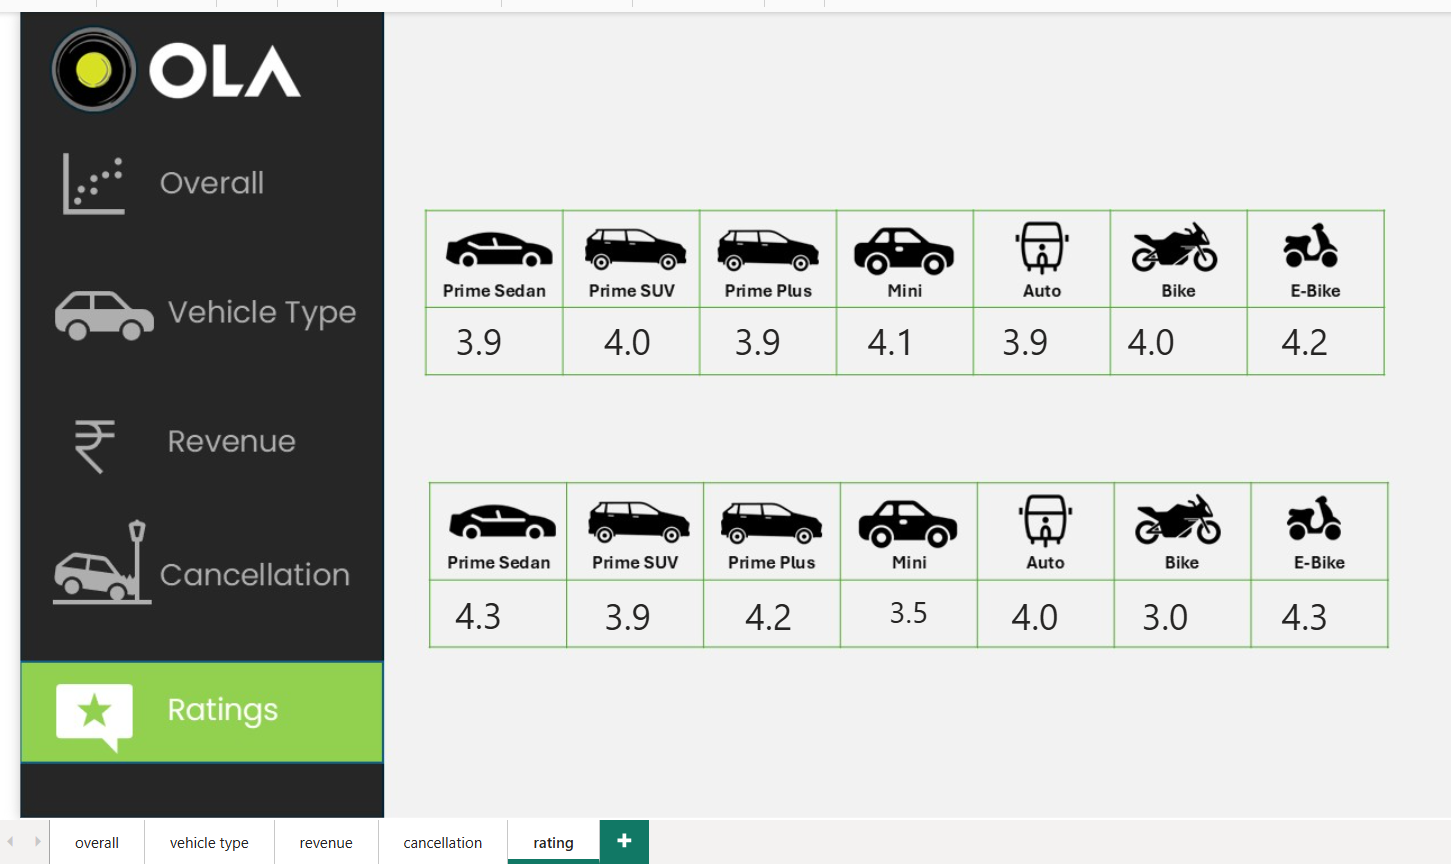 OLA
Overall
Vehicle Type
₹ Revenue
Cancellation
Ratings
Prime Sedan Prime SUV Prime Plus Mini Auto Bike E-Bike
3.9 4.0 3.9 4.1 3.9 4.0 4.2
Prime Sedan Prime SUV Prime Plus Mini Auto Bike E-Bike
4.3 3.9 4.2 3.5 4.0 3.0 4.3
overall vehicle type revenue cancellation rating +